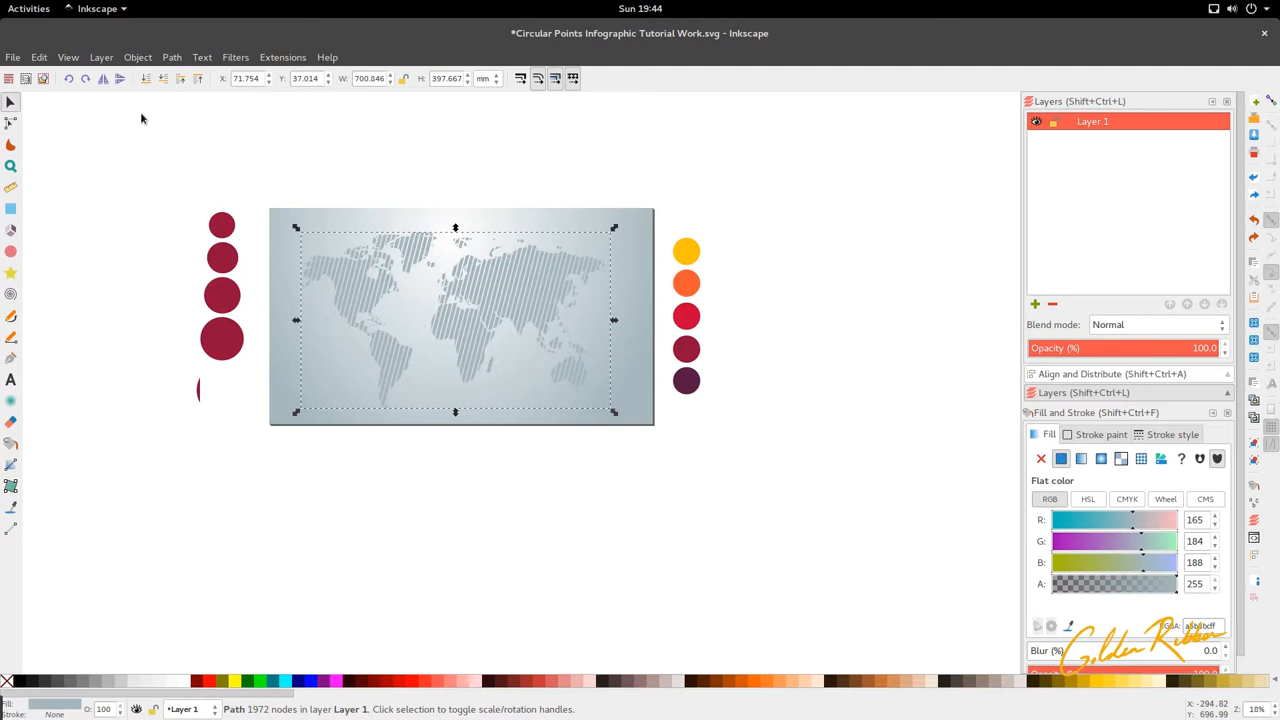 Activities Inkscape Sun 19:44
*Circular Points Infographic Tutorial Work.svg - Inkscape
File Edit View Layer Object Path Text Filters Extensions Help
X: 71.754 Y: 37.014 W: 700.846 H: 397.667 mm
Layers (Shift+Ctrl+L)
Layer 1
Blend mode: Normal
Opacity (%) 100.0
Align and Distribute (Shift+Ctrl+A)
Layers (Shift+Ctrl+L)
Fill and Stroke (Shift+Ctrl+F)
Fill Stroke paint Stroke style
Flat color
RGB HSL CMYK Wheel CMS
R: 165
G: 184
B: 188
A: 255
RGBA: a5b8bcff
Golden Ribbon
Blur (%) 0.0
Fill:
Stroke: None
O: 100
•Layer 1
Path 1972 nodes in layer Layer 1. Click selection to toggle scale/rotation handles.
X: -294.82
Y: 696.99
Z: 18%